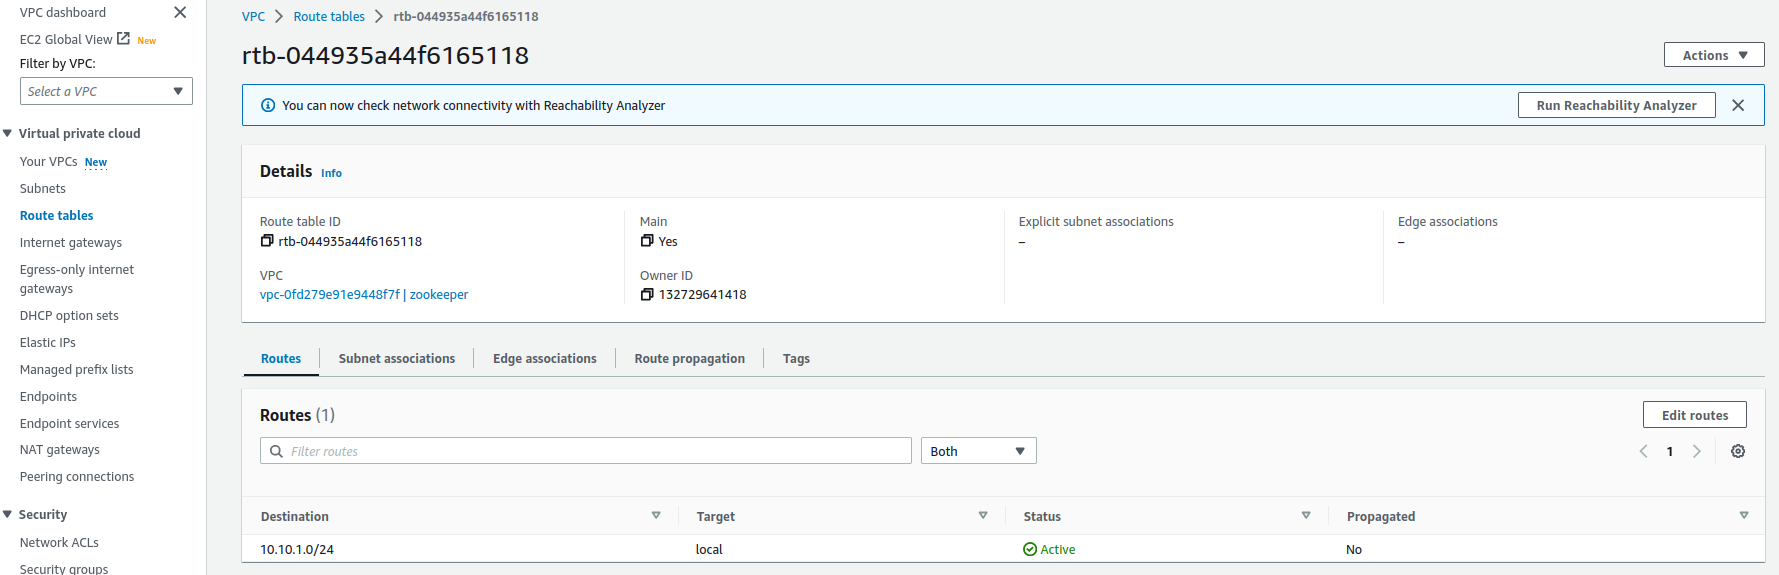 VPC dashboard
EC2 Global View New
Filter by VPC:
Select a VPC
Virtual private cloud
Your VPCs New
Subnets
Route tables
Internet gateways
Egress-only internet
gateways
DHCP option sets
Elastic IPs
Managed prefix lists
Endpoints
Endpoint services
NAT gateways
Peering connections
Security
Network ACLs
Security groups
VPC Route tables rtb-044935a44f6165118
rtb-044935a44f6165118
Actions
You can now check network connectivity with Reachability Analyzer
Run Reachability Analyzer
Details Info
Route table ID
rtb-044935a44f6165118
VPC
vpc-0fd279e91e9448f7f | zookeeper
Main
Yes
Owner ID
132729641418
Explicit subnet associations
–
Edge associations
–
Routes Subnet associations Edge associations Route propagation Tags
Routes (1)
Edit routes
Filter routes
Both
1
Destination Target Status Propagated
10.10.1.0/24 local Active No